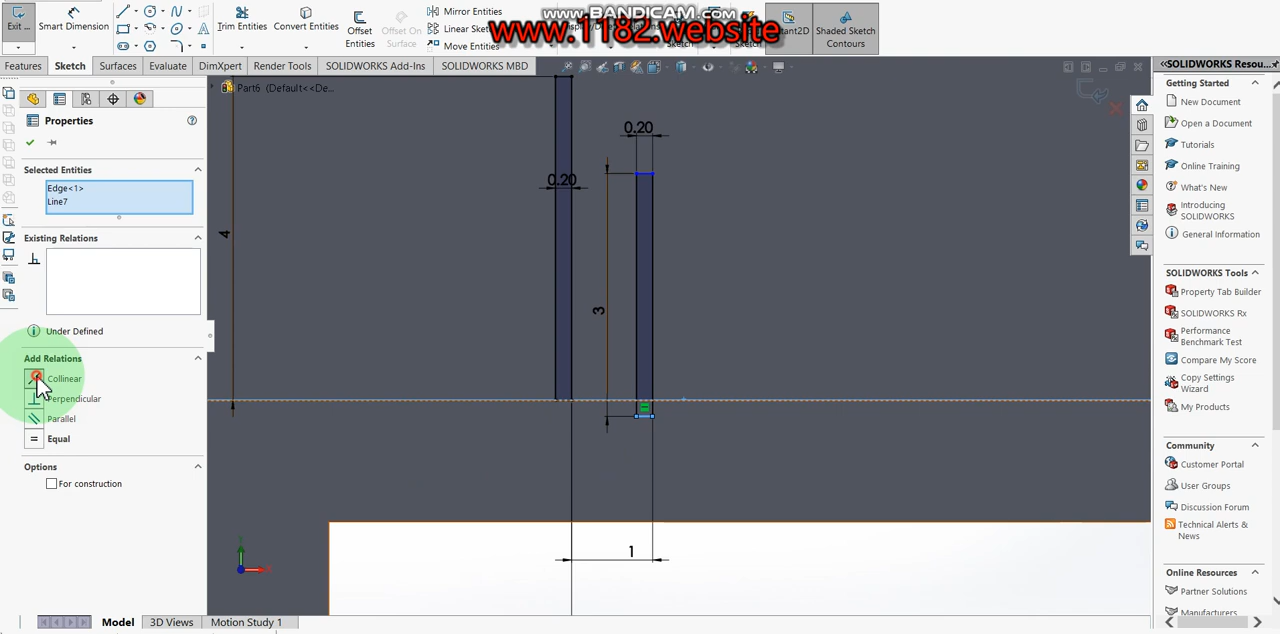 www.BANDICAM.com
www.1182.website
Exit ...
Smart Dimension
Trim Entities
Convert Entities
Offset Entities
Offset On Surface
Mirror Entities
Linear Sketch
Move Entities
Sketch
Instant2D
Shaded Sketch Contours
Features
Sketch
Surfaces
Evaluate
DimXpert
Render Tools
SOLIDWORKS Add-Ins
SOLIDWORKS MBD
Part6 (Default<<De...
Properties
Selected Entities
Edge<1>
Line7
Existing Relations
Under Defined
Add Relations
Collinear
Perpendicular
Parallel
Equal
Options
For construction
0.20
0.20
4
3
1
SOLIDWORKS Resou...
Getting Started
New Document
Open a Document
Tutorials
Online Training
What's New
Introducing SOLIDWORKS
General Information
SOLIDWORKS Tools
Property Tab Builder
SOLIDWORKS Rx
Performance Benchmark Test
Compare My Score
Copy Settings Wizard
My Products
Community
Customer Portal
User Groups
Discussion Forum
Technical Alerts & News
Online Resources
Partner Solutions
Manufacturers
Model
3D Views
Motion Study 1